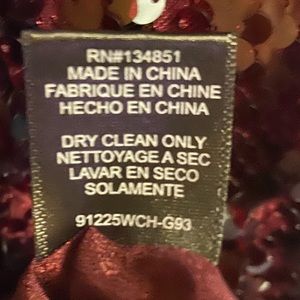 RN#134851
MADE IN CHINA
FABRIQUE EN CHINE
HECHO EN CHINA
DRY CLEAN ONLY
NETTOYAGE A SEC
LAVAR EN SECO
SOLAMENTE
91225WCH-G93